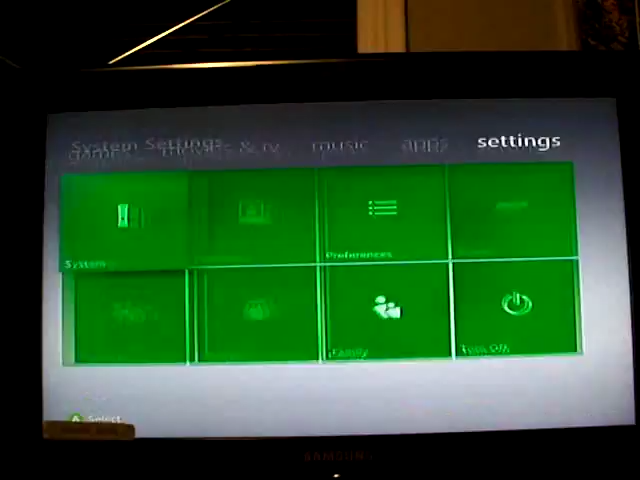 System Settings
games movies & tv music apps settings
System
Preferences
Family
Turn Off
Select
SAMSUNG